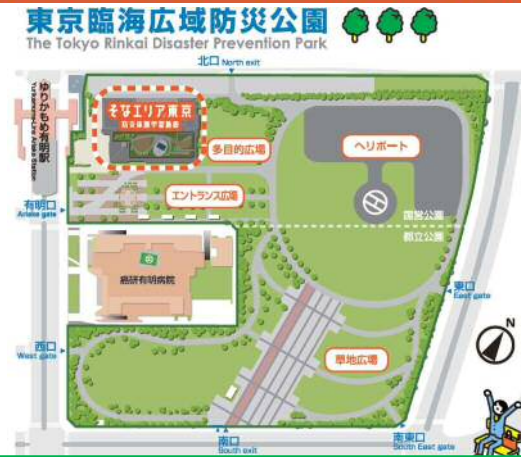 東京臨海広域防災公園
The Tokyo Rinkai Disaster Prevention Park
北口 North exit
ゆりかもめ有明駅
Yurikamome-Line Ariake Station
そなエリア東京
多目的広場
ヘリポート
エントランス広場
有明口
Ariake gate
国営公園
都立公園
癌研有明病院
東口
East gate
N
西口
West gate
草地広場
南口
South exit
南東口
South East gate